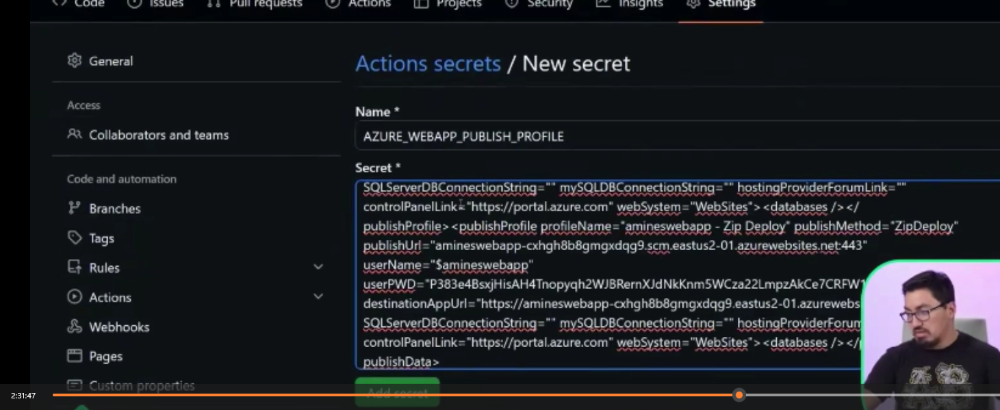 Code Issues Pull requests Actions Projects Security Insights Settings
General
Access
Collaborators and teams
Code and automation
Branches
Tags
Rules
Actions
Webhooks
Pages
Custom properties
Actions secrets / New secret
Name *
AZURE_WEBAPP_PUBLISH_PROFILE
Secret *
SQLServerDBConnectionString="" mySQLDBConnectionString="" hostingProviderForumLink=""
controlPanelLink="https://portal.azure.com" webSystem="WebSites"><databases /></
publishProfile><publishProfile profileName="amineswebapp - Zip Deploy" publishMethod="ZipDeploy"
publishUrl="amineswebapp-cxhgh8b8gmgxdqg9.scm.eastus2-01.azurewebsites.net:443"
userName="$amineswebapp"
userPWD="P383e4BsxjHisAH4Tnopyqh2WJBRernXJdNkKnm5WCza22LmpzAkCe7CRFW1
destinationAppUrl="https://amineswebapp-cxhgh8b8gmgxdqg9.eastus2-01.azurewebs
SQLServerDBConnectionString="" mySQLDBConnectionString="" hostingProviderForum
controlPanelLink="https://portal.azure.com" webSystem="WebSites"><databases /></p
publishData>
Add secret
2:31:47